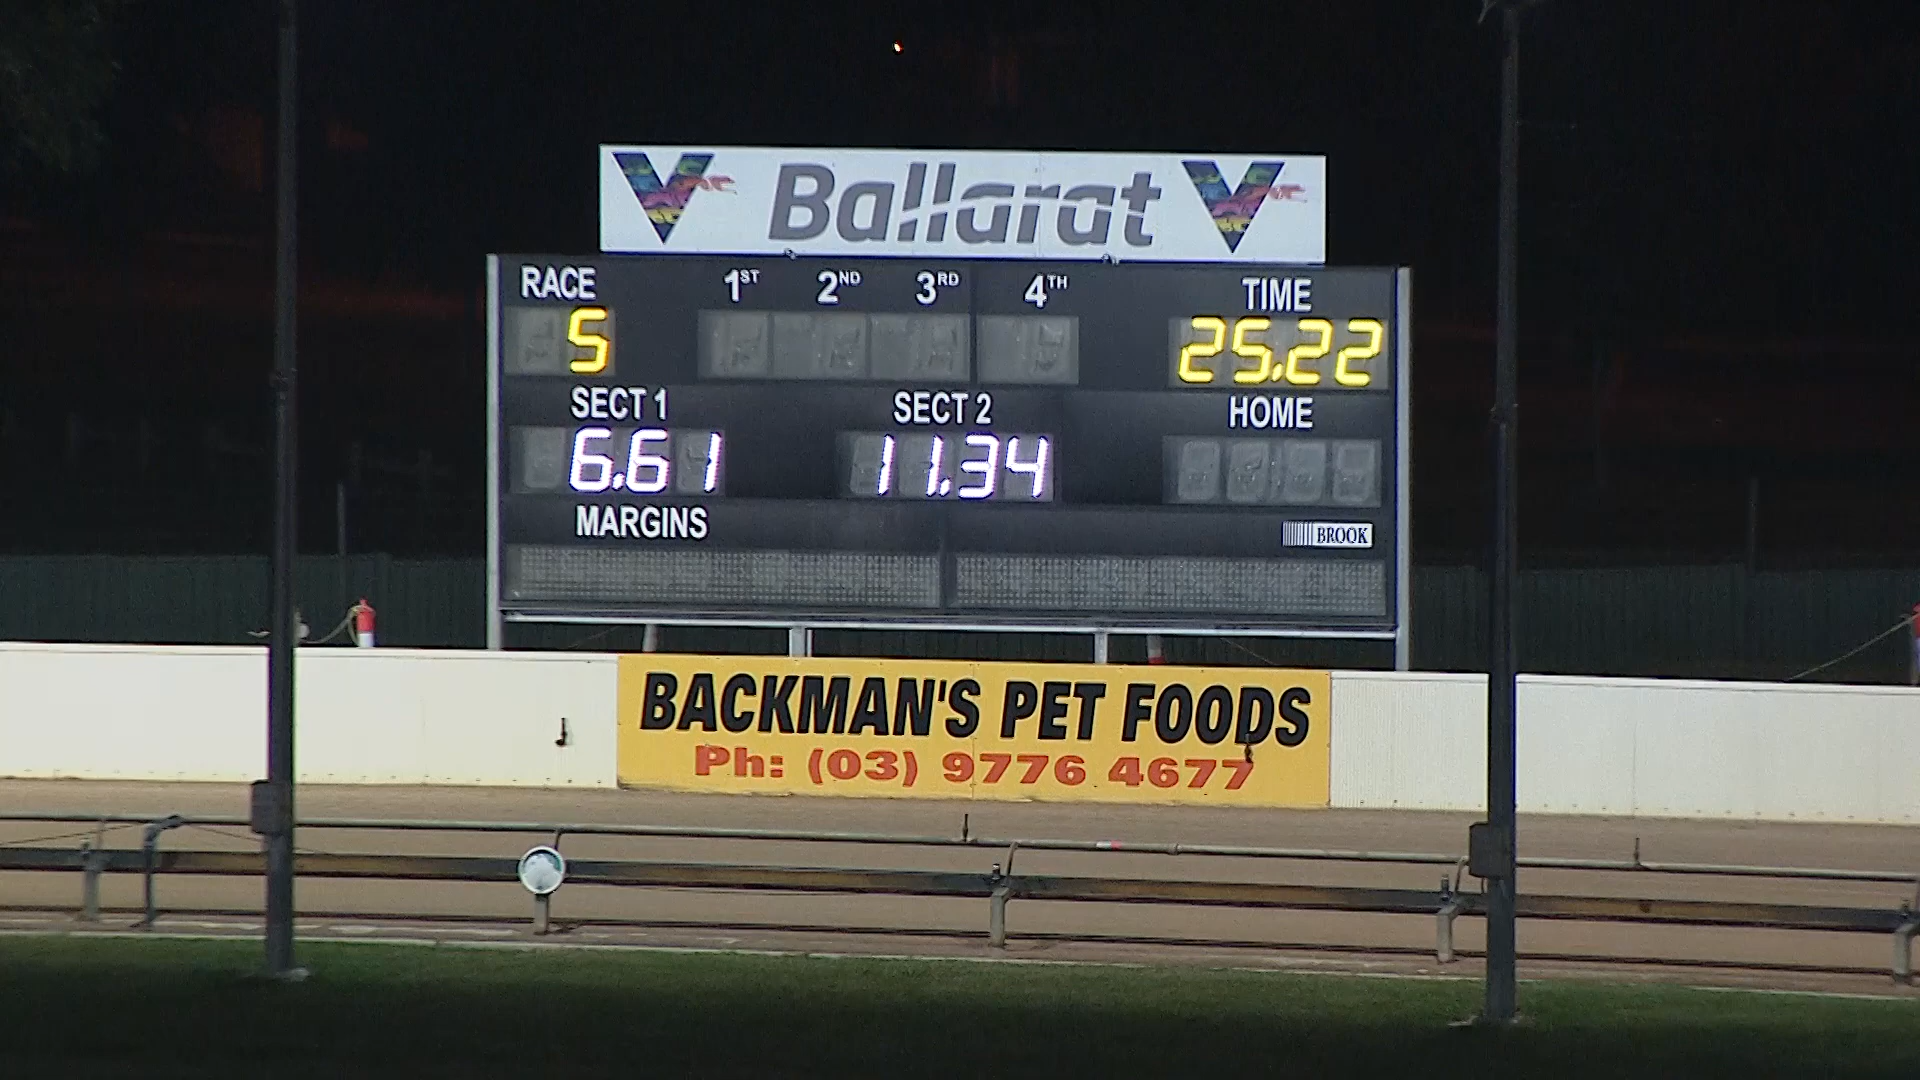 Ballarat
RACE 1ST 2ND 3RD 4TH TIME
5 25.22
SECT 1 SECT 2 HOME
6.61 11.34
MARGINS
BROOK
BACKMAN'S PET FOODS
Ph: (03) 9776 4677